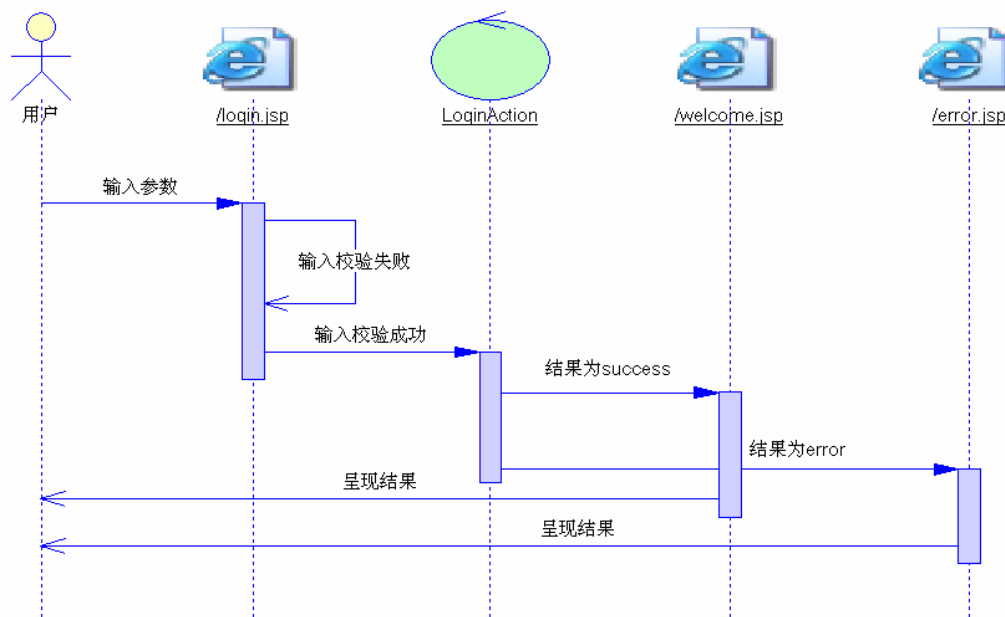 用户
/login.jsp
LoginAction
/welcome.jsp
/error.jsp
输入参数
输入校验失败
输入校验成功
结果为success
结果为error
呈现结果
呈现结果